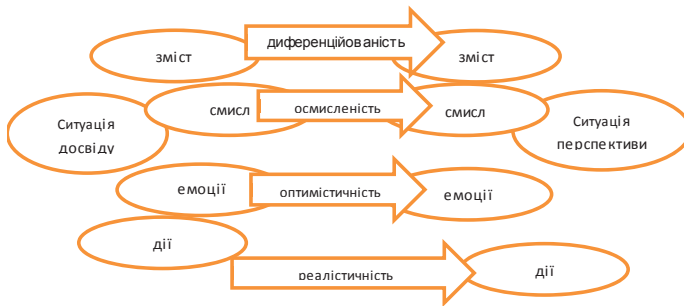 диференційованість
зміст
зміст
смисл
осмисленість
смисл
Ситуація
досвіду
Ситуація
перспективи
емоції
оптимістичність
емоції
дії
реалістичність
дії